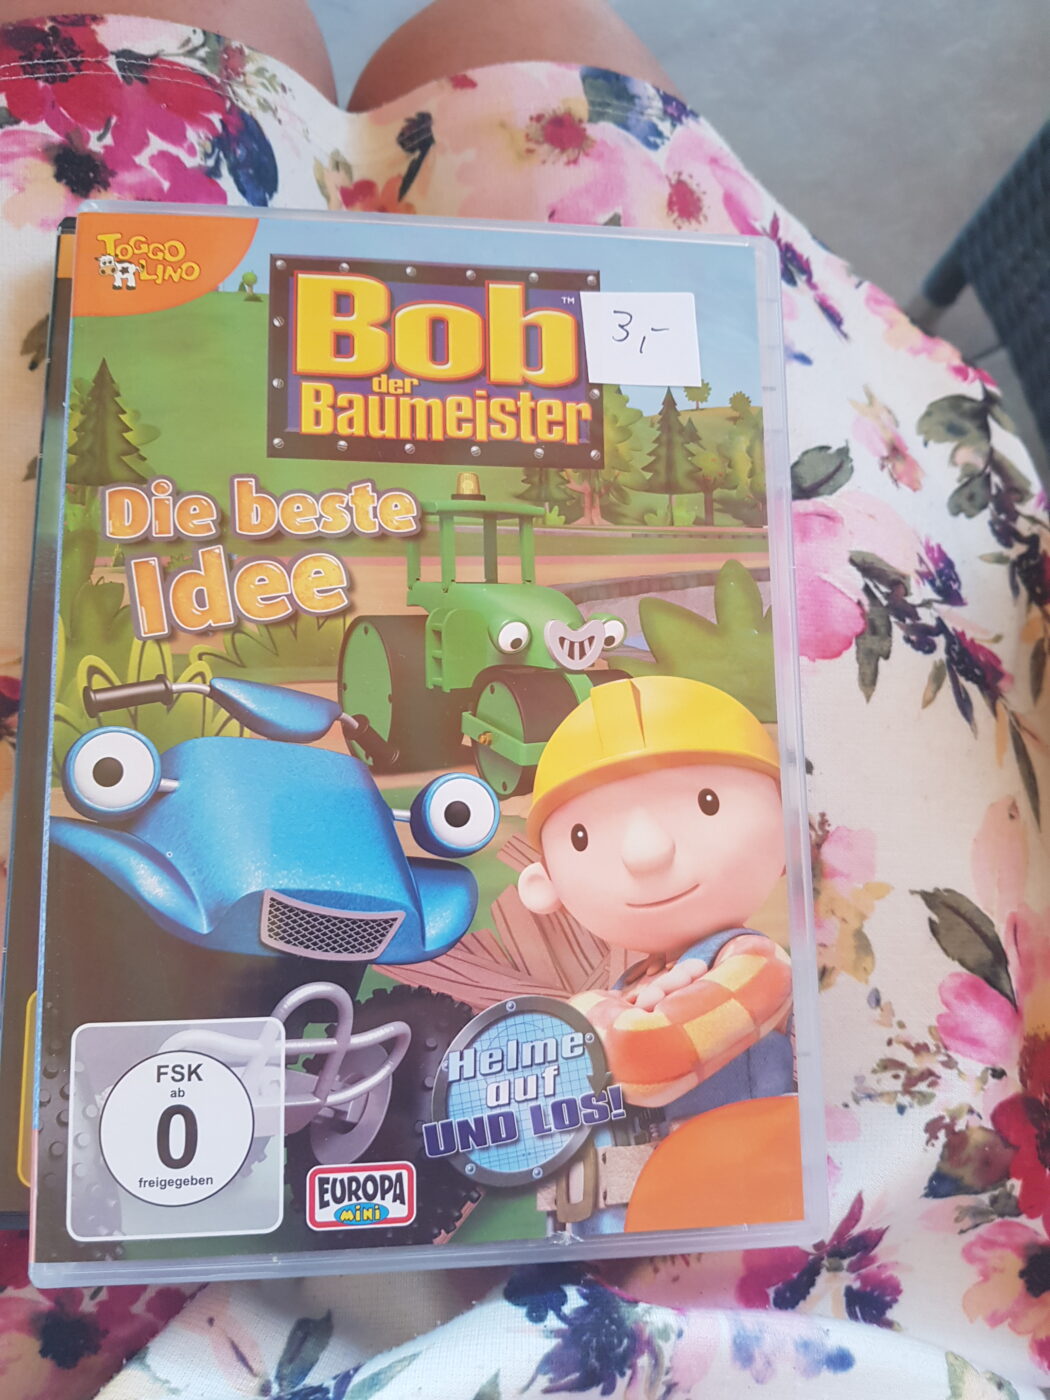 TOGGO
LINO
Bob
TM
der
Baumeister
3,-
Die beste
Idee
Helme
auf
UND LOS!
FSK
ab
0
freigegeben
EUROPA
mini